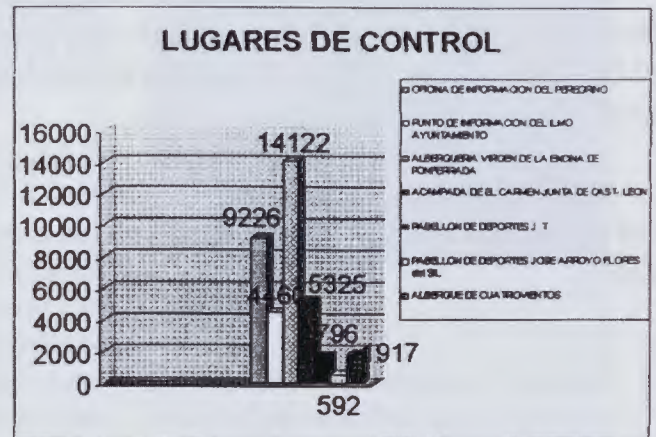 LUGARES DE CONTROL
16000
14000
12000
10000
8000
6000
4000
2000
0
9226
14122
5325
796
1917
592
OFICINA DE INFORMACION DEL PEREGRINO
PUNTO DE INFORMACION DEL ILMO
AYUNTAMIENTO
ALBERGUERIA VIRGEN DE LA ENCINA DE
PONFERRADA
ACAMPADA DE EL CARMEN JUNTA DE CAST- LEON
PABELLON DE DEPORTES J T
PABELLON DE DEPORTES JOSE ARROYO FLORES
del SIL
ALBERGUE DE CUATROVIENTOS